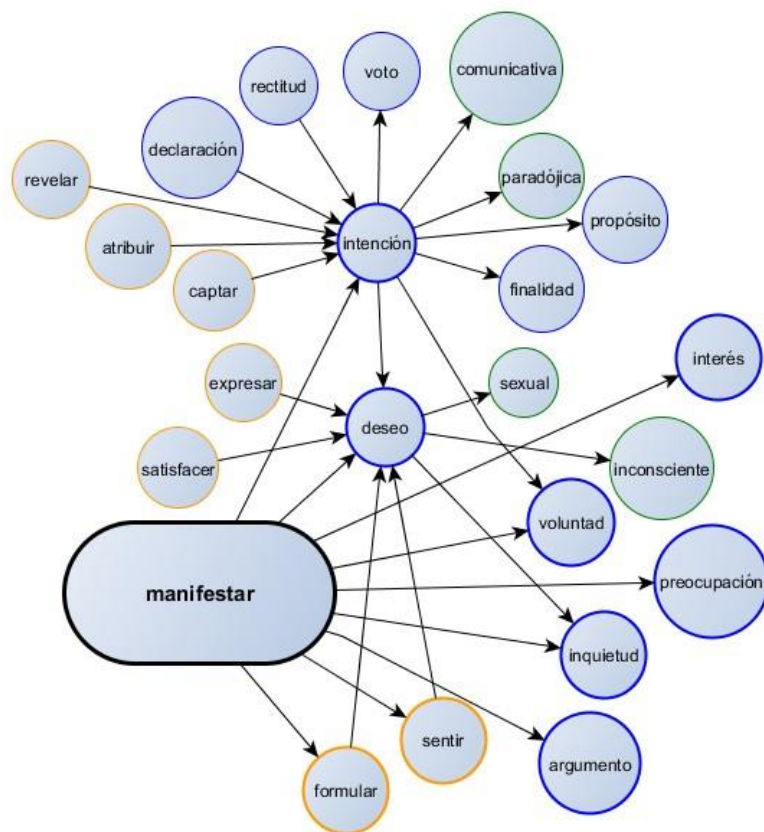 voto
comunicativa
rectitud
declaración
revelar
paradójica
propósito
atribuir
intención
captar
finalidad
interés
expresar
sexual
deseo
satisfacer
inconsciente
voluntad
manifestar
preocupación
inquietud
sentir
argumento
formular